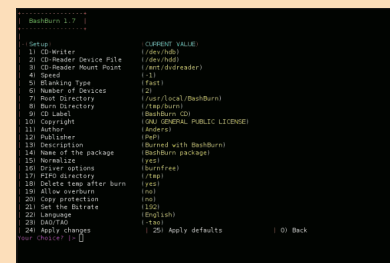 +----------------+
| BashBurn 1.7 |
+----------------+
|
|-(Setup) (CURRENT VALUE)
| 1) CD-Writer (/dev/hdb)
| 2) CD-Reader Device Pile (/dev/hdd)
| 3) CD-Reader Mount Point (/mnt/dvdreader)
| 4) Speed (-1)
| 5) Blanking Type (fast)
| 6) Number of Devices (2)
| 7) Root Directory (/usr/local/BashBurn)
| 8) Burn Directory (/tmp/burn)
| 9) CD Label (BashBurn CD)
| 10) Copyright (GNU GENERAL PUBLIC LICENSE)
| 11) Author (Anders)
| 12) Publisher (PeP)
| 13) Description (Burned with BashBurn)
| 14) Name of the package (BashBurn package)
| 15) Normalize (yes)
| 16) Driver options (burnfree)
| 17) FIFO directory (/tmp)
| 18) Delete temp after burn (yes)
| 19) Allow overburn (no)
| 20) Copy protection (no)
| 21) Set the Bitrate (192)
| 22) Language (English)
| 23) DAO/TAO (-tao)
| 24) Apply changes | 25) Apply defaults | 0) Back
Your Choice? |>